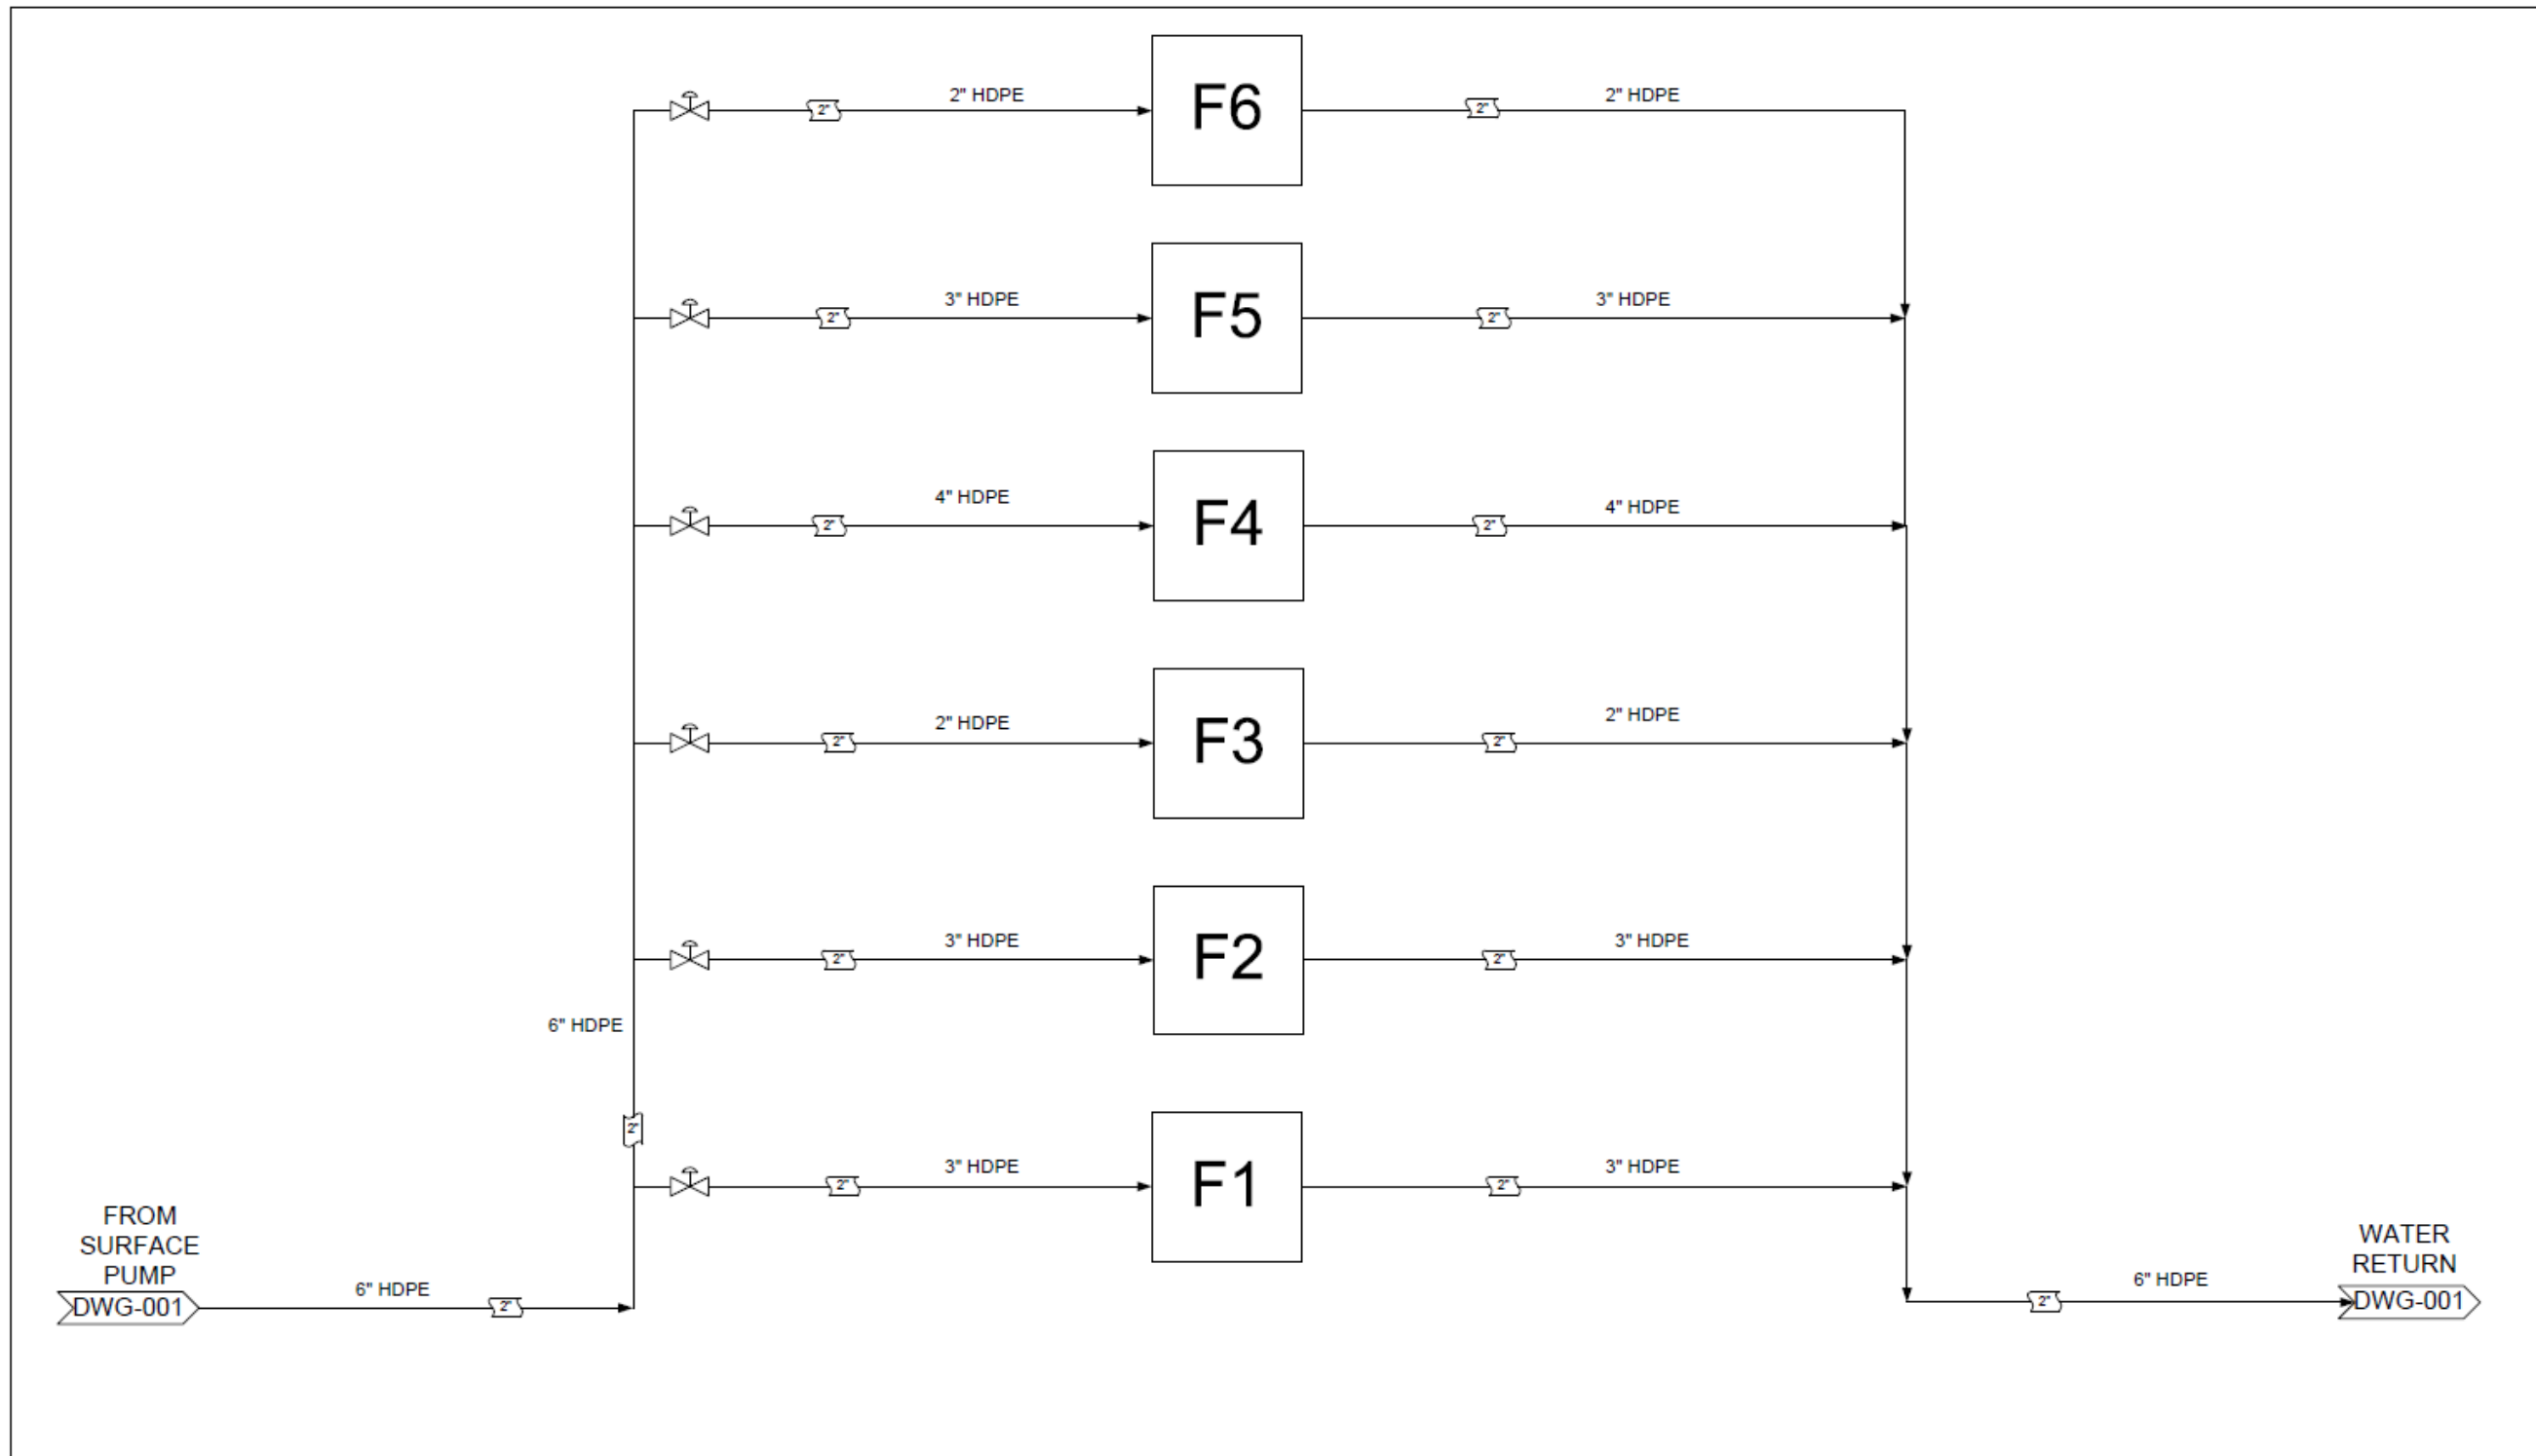 2" HDPE
2"
F6
2" HDPE
2"
3" HDPE
2"
F5
3" HDPE
2"
4" HDPE
2"
F4
4" HDPE
2"
2" HDPE
2"
F3
2" HDPE
2"
3" HDPE
2"
F2
3" HDPE
2"
6" HDPE
2"
3" HDPE
2"
F1
3" HDPE
2"
FROM
SURFACE
PUMP
DWG-001
6" HDPE
2"
WATER
RETURN
6" HDPE
2"
DWG-001